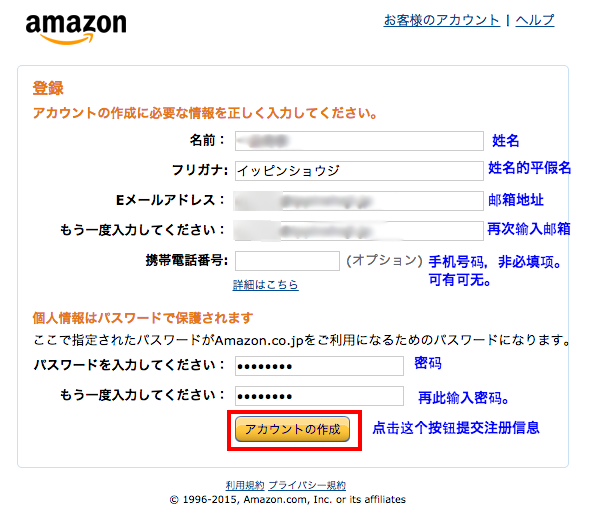 amazon
お客様のアカウント | ヘルプ
登録
アカウントの作成に必要な情報を正しく入力してください。
名前： 姓名
フリガナ: イッピンショウジ 姓名的平假名
Eメールアドレス： 邮箱地址
もう一度入力してください： 再次输入邮箱
携帯電話番号: (オプション) 手机号码，非必填项。
可有可无。
詳細はこちら
個人情報はパスワードで保護されます
ここで指定されたパスワードがAmazon.co.jpをご利用になるためのパスワードになります。
パスワードを入力してください： ●●●●●●●● 密码
もう一度入力してください： ●●●●●●●● 再此输入密码。
アカウントの作成 点击这个按钮提交注册信息
利用規約 プライバシー規約
© 1996-2015, Amazon.com, Inc. or its affiliates